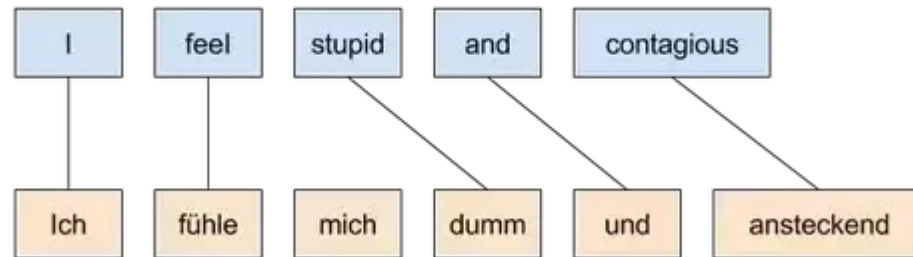 I feel stupid and contagious
Ich fühle mich dumm und ansteckend